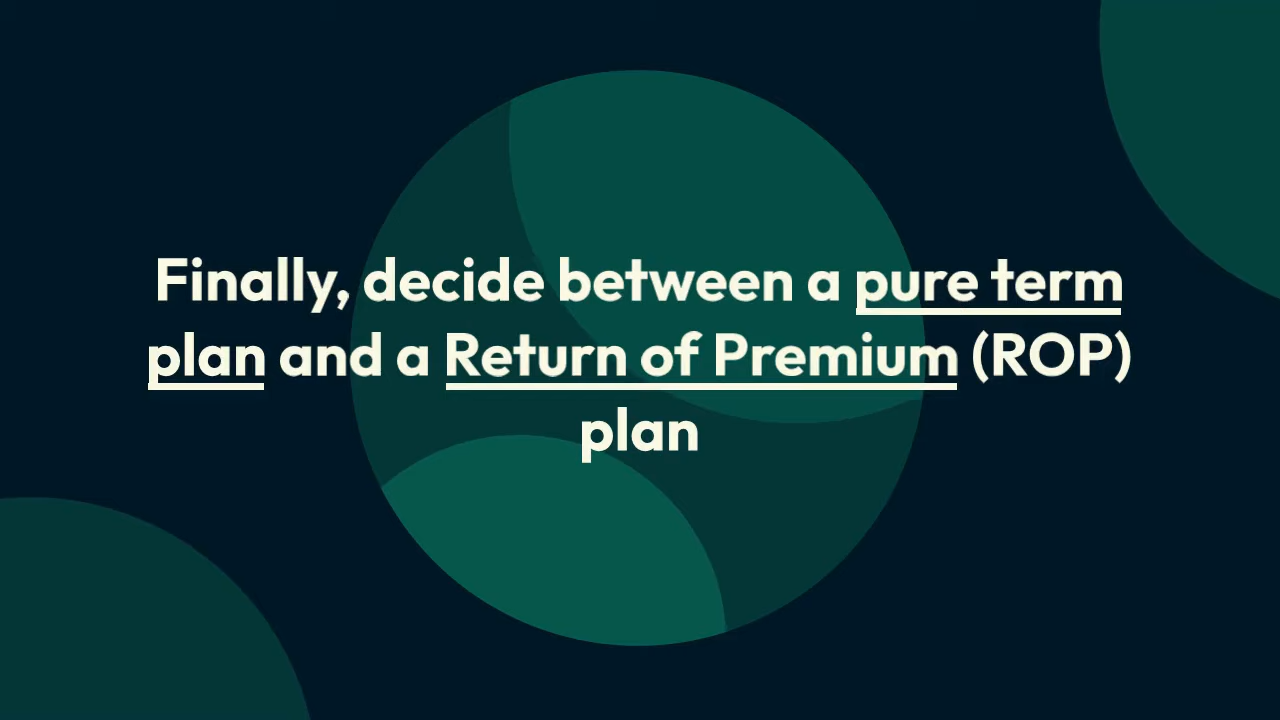 Finally, decide between a pure term
plan and a Return of Premium (ROP)
plan